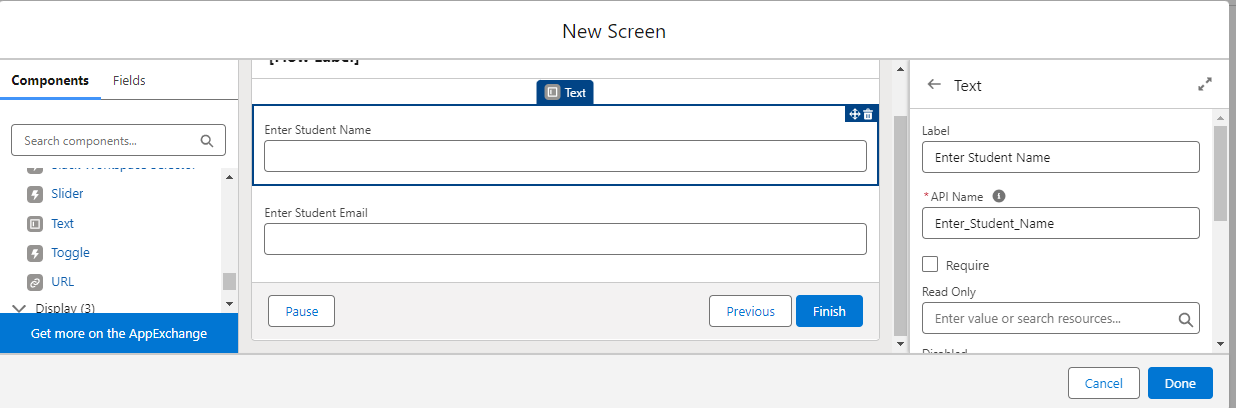 New Screen
Components
Fields
Search components...
Slider
Text
Toggle
URL
Display (3)
Get more on the AppExchange
Text
Enter Student Name
Enter Student Email
Pause
Previous
Finish
Text
Label
Enter Student Name
* API Name
Enter_Student_Name
Require
Read Only
Enter value or search resources...
Cancel
Done